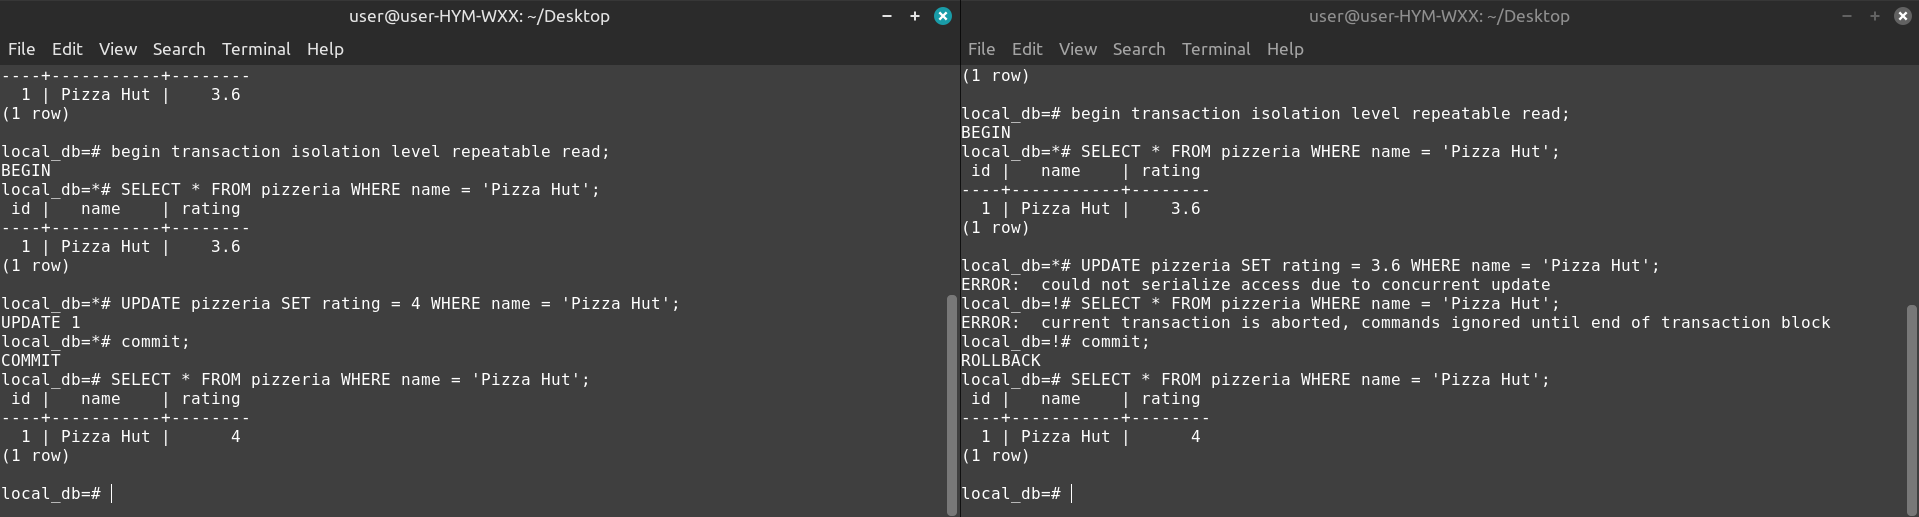 user@user-HYM-WXX: ~/Desktop
File Edit View Search Terminal Help
----+-----------+--------
  1 | Pizza Hut |    3.6
(1 row)

local_db=# begin transaction isolation level repeatable read;
BEGIN
local_db=*# SELECT * FROM pizzeria WHERE name = 'Pizza Hut';
 id |   name    | rating
----+-----------+--------
  1 | Pizza Hut |    3.6
(1 row)

local_db=*# UPDATE pizzeria SET rating = 4 WHERE name = 'Pizza Hut';
UPDATE 1
local_db=*# commit;
COMMIT
local_db=# SELECT * FROM pizzeria WHERE name = 'Pizza Hut';
 id |   name    | rating
----+-----------+--------
  1 | Pizza Hut |      4
(1 row)

local_db=#
user@user-HYM-WXX: ~/Desktop
File Edit View Search Terminal Help
(1 row)

local_db=# begin transaction isolation level repeatable read;
BEGIN
local_db=*# SELECT * FROM pizzeria WHERE name = 'Pizza Hut';
 id |   name    | rating
----+-----------+--------
  1 | Pizza Hut |    3.6
(1 row)

local_db=*# UPDATE pizzeria SET rating = 3.6 WHERE name = 'Pizza Hut';
ERROR:  could not serialize access due to concurrent update
local_db=!# SELECT * FROM pizzeria WHERE name = 'Pizza Hut';
ERROR:  current transaction is aborted, commands ignored until end of transaction block
local_db=!# commit;
ROLLBACK
local_db=# SELECT * FROM pizzeria WHERE name = 'Pizza Hut';
 id |   name    | rating
----+-----------+--------
  1 | Pizza Hut |      4
(1 row)

local_db=#